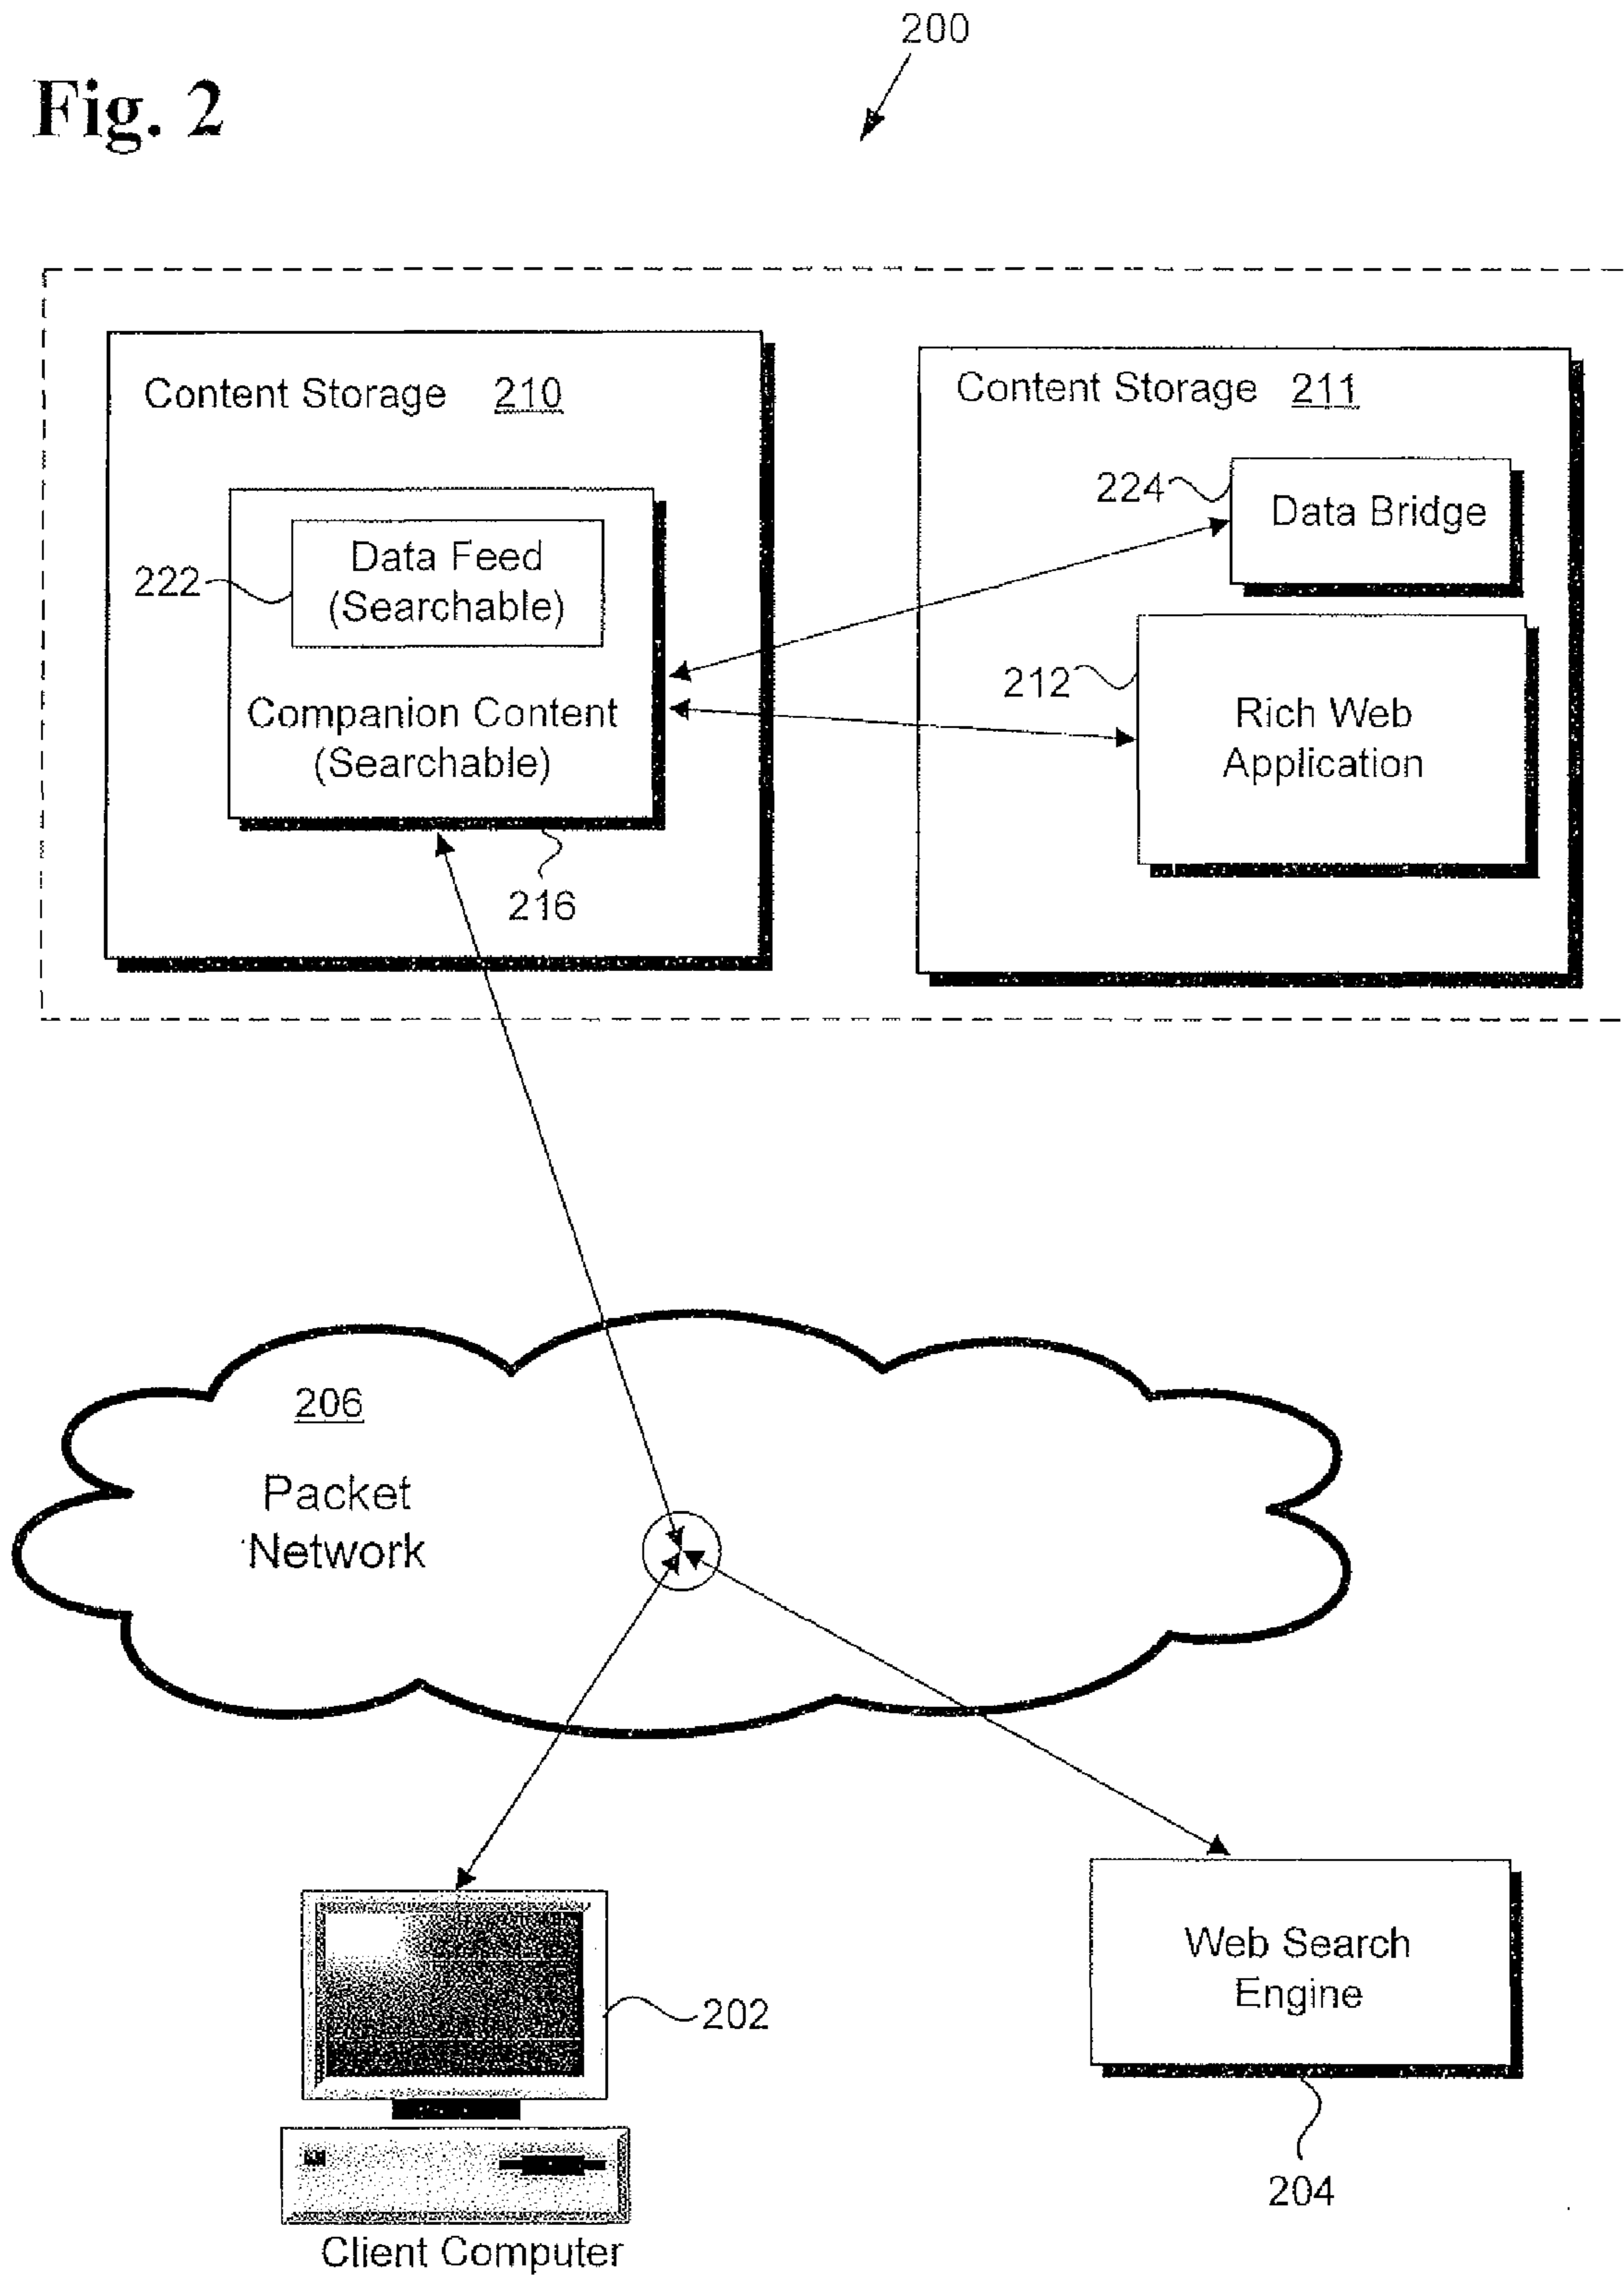 200
Fig. 2
Content Storage 210
Content Storage 211
224
Data Bridge
Data Feed
(Searchable)
222
212
Rich Web
Application
Companion Content
(Searchable)
216
206
Packet
Network
Web Search
Engine
202
204
Client Computer